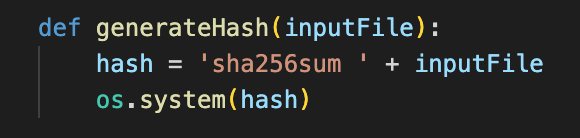 def generateHash(inputFile):
    hash = 'sha256sum ' + inputFile
    os.system(hash)